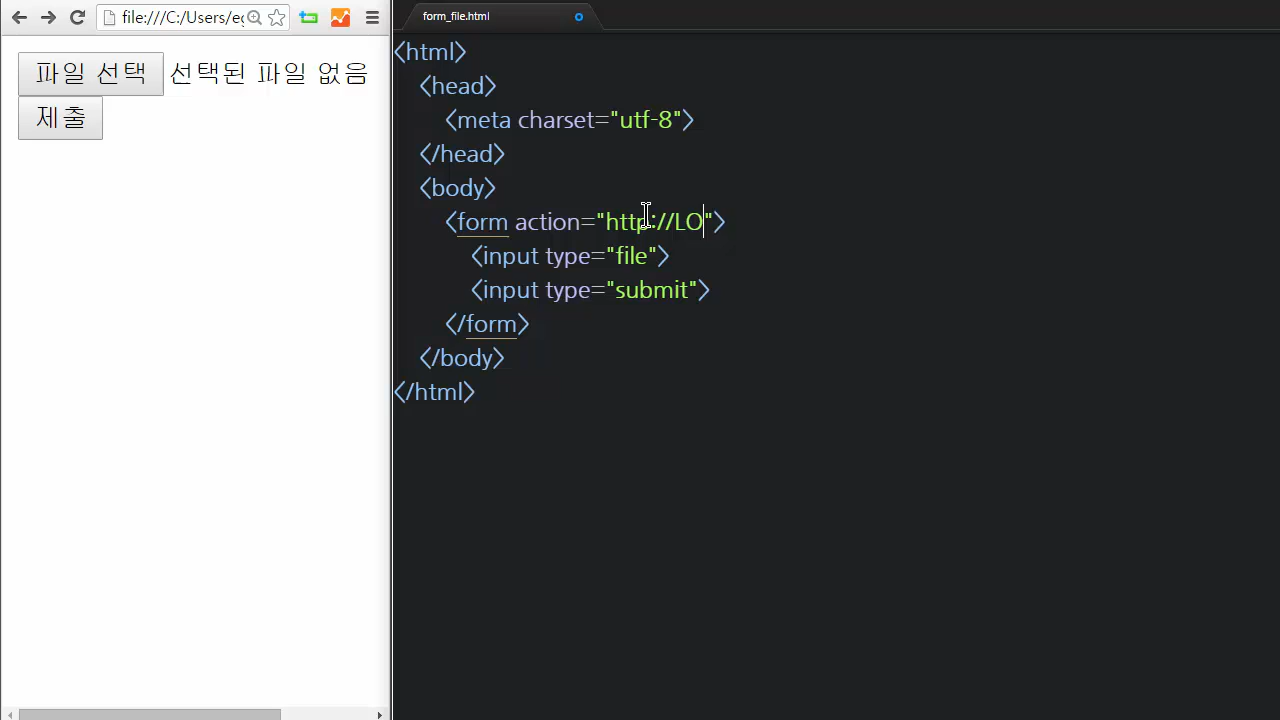 file:///C:/Users/eg
파일 선택 선택된 파일 없음
제출
form_file.html
<html>
<head>
<meta charset="utf-8">
</head>
<body>
<form action="http://LO">
<input type="file">
<input type="submit">
</form>
</body>
</html>